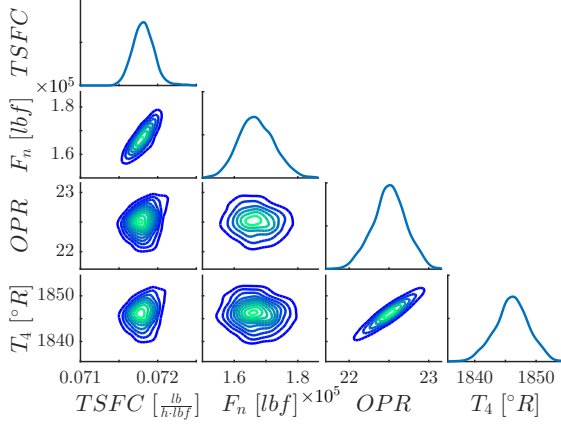 TSFC
×10⁵
F_n [lbf]
1.8
1.6
OPR
23
22
T_4 [°R]
1850
1840
0.071 0.072 1.6 1.8 22 23 1840 1850
×10⁵
TSFC [lb/h·lbf] F_n [lbf] OPR T_4 [°R]